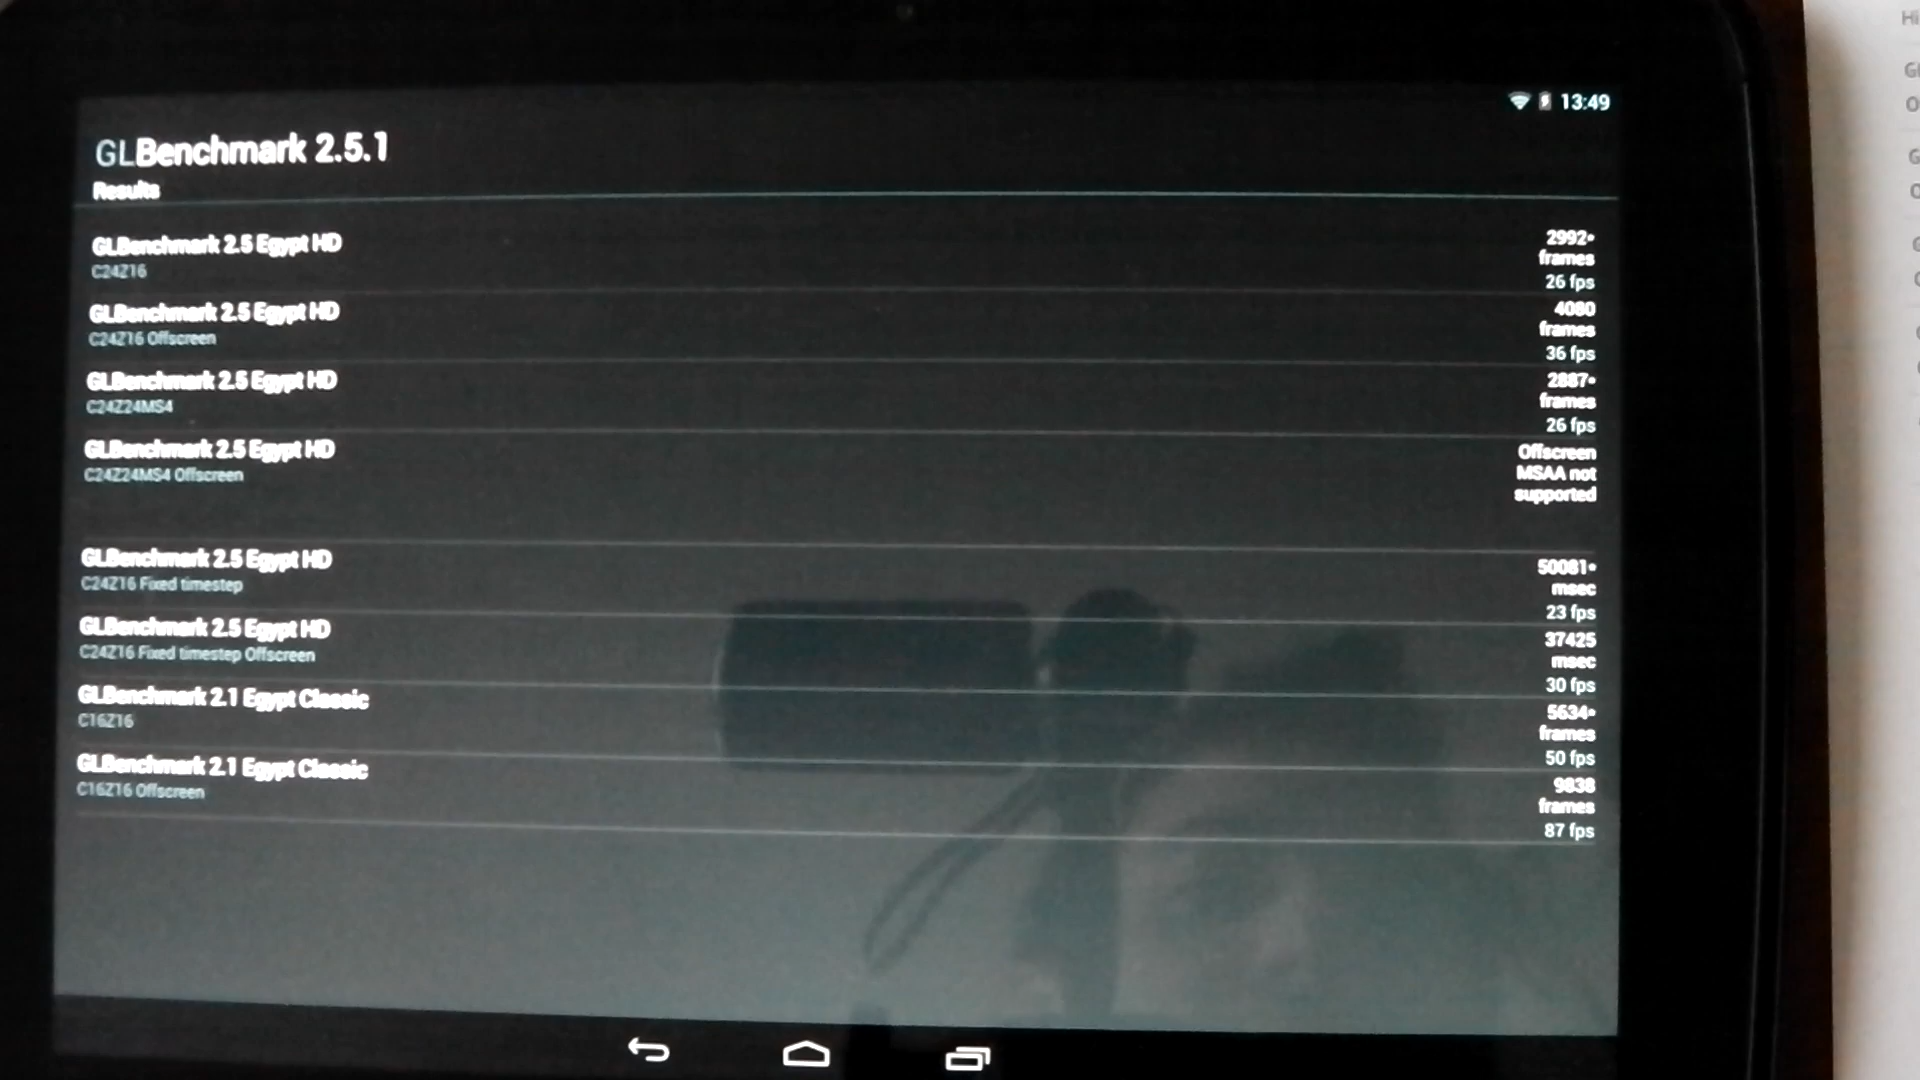 13:49
GLBenchmark 2.5.1
Results
GLBenchmark 2.5 Egypt HD
C24Z16
2992•
frames
26 fps
GLBenchmark 2.5 Egypt HD
C24Z16 Offscreen
4080
frames
36 fps
GLBenchmark 2.5 Egypt HD
C24Z24MS4
2887•
frames
26 fps
GLBenchmark 2.5 Egypt HD
C24Z24MS4 Offscreen
Offscreen
MSAA not
supported
GLBenchmark 2.5 Egypt HD
C24Z16 Fixed timestep
50081•
msec
23 fps
GLBenchmark 2.5 Egypt HD
C24Z16 Fixed timestep Offscreen
37425
msec
30 fps
GLBenchmark 2.1 Egypt Classic
C16Z16
5634•
frames
50 fps
GLBenchmark 2.1 Egypt Classic
C16Z16 Offscreen
9838
frames
87 fps